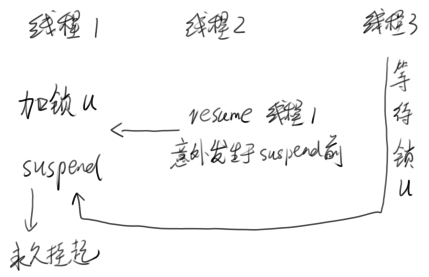 线程1 线程2 线程3
加锁u
resume 线程1
意外发生于suspend前
suspend
永久挂起
等待锁u